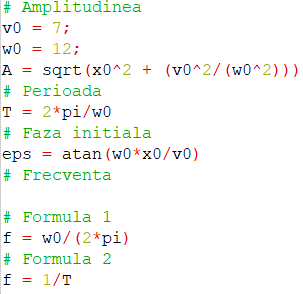 # Amplitudinea
v0 = 7;
w0 = 12;
A = sqrt(x0^2 + (v0^2/(w0^2)))
# Perioada
T = 2*pi/w0
# Faza initiala
eps = atan(w0*x0/v0)
# Frecventa
# Formula 1
f = w0/(2*pi)
# Formula 2
f = 1/T